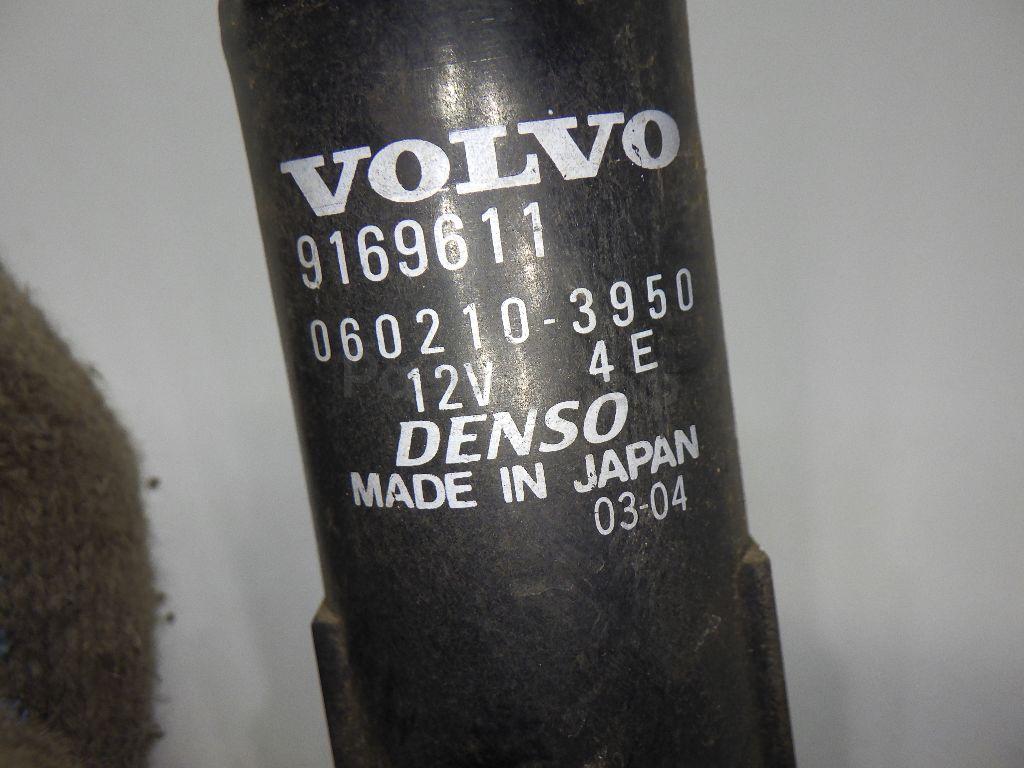 VOLVO
9169611
060210-3950
12V 4E
DENSO
MADE IN JAPAN
03-04